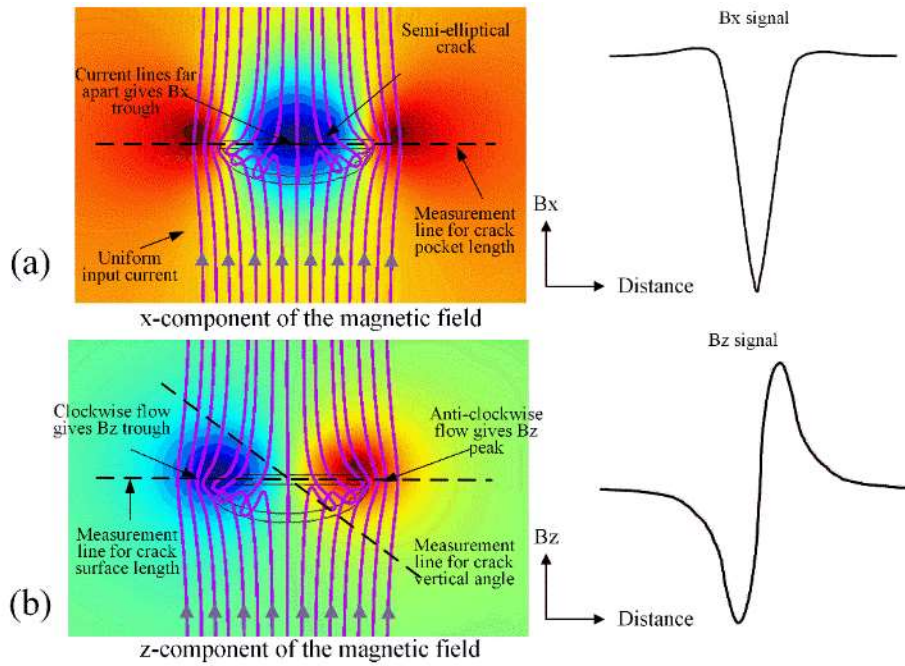 (a)
Semi-elliptical
crack
Current lines far
apart gives Bx
trough
Uniform
input current
Measurement
line for crack
pocket length
x-component of the magnetic field
Bx signal
Bx
Distance
(b)
Clockwise flow
gives Bz trough
Anti-clockwise
flow gives Bz
peak
Measurement
line for crack
surface length
Measurement
line for crack
vertical angle
z-component of the magnetic field
Bz signal
Bz
Distance